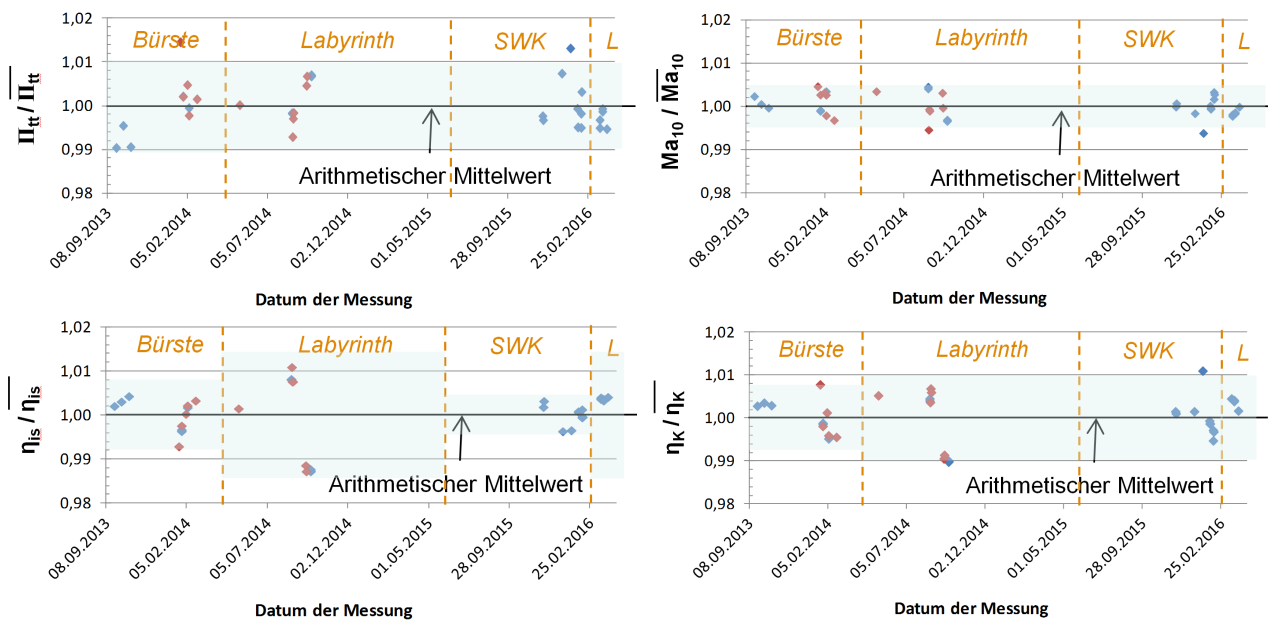 1,02
1,01
1,00
0,99
0,98
Πtt / Πtt
Bürste
Labyrinth
SWK
L
Arithmetischer Mittelwert
08.09.2013
05.02.2014
05.07.2014
02.12.2014
01.05.2015
28.09.2015
25.02.2016
Datum der Messung
1,02
1,01
1,00
0,99
0,98
Ma10 / Ma10
Bürste
Labyrinth
SWK
L
Arithmetischer Mittelwert
08.09.2013
05.02.2014
05.07.2014
02.12.2014
01.05.2015
28.09.2015
25.02.2016
Datum der Messung
1,02
1,01
1,00
0,99
0,98
ηis / ηis
Bürste
Labyrinth
SWK
L
Arithmetischer Mittelwert
08.09.2013
05.02.2014
05.07.2014
02.12.2014
01.05.2015
28.09.2015
25.02.2016
Datum der Messung
1,02
1,01
1,00
0,99
0,98
ηK / ηK
Bürste
Labyrinth
SWK
L
Arithmetischer Mittelwert
08.09.2013
05.02.2014
05.07.2014
02.12.2014
01.05.2015
28.09.2015
25.02.2016
Datum der Messung